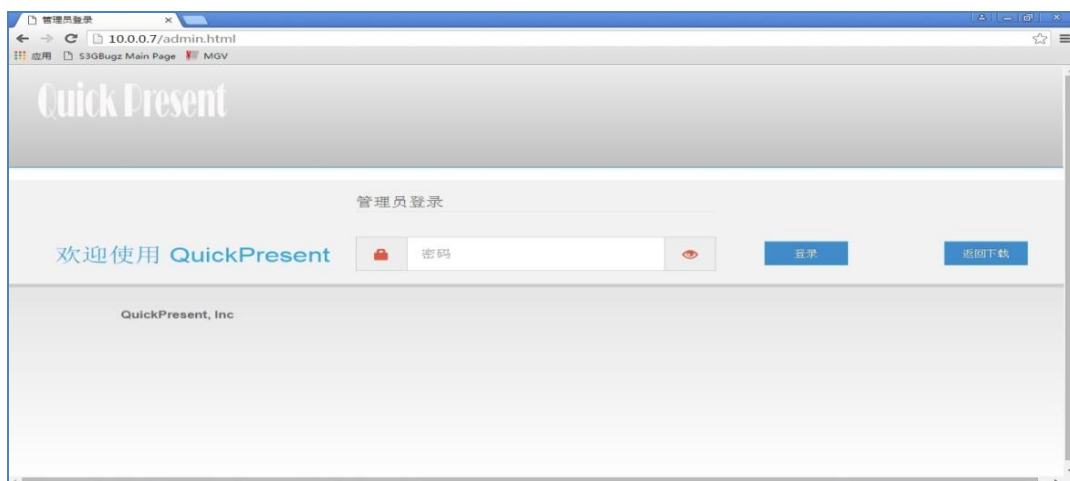 管理员登录
10.0.0.7/admin.html
应用 S3GBugz Main Page MGV
Quick Present
管理员登录
欢迎使用 QuickPresent 密码 登录 返回下载
QuickPresent, Inc